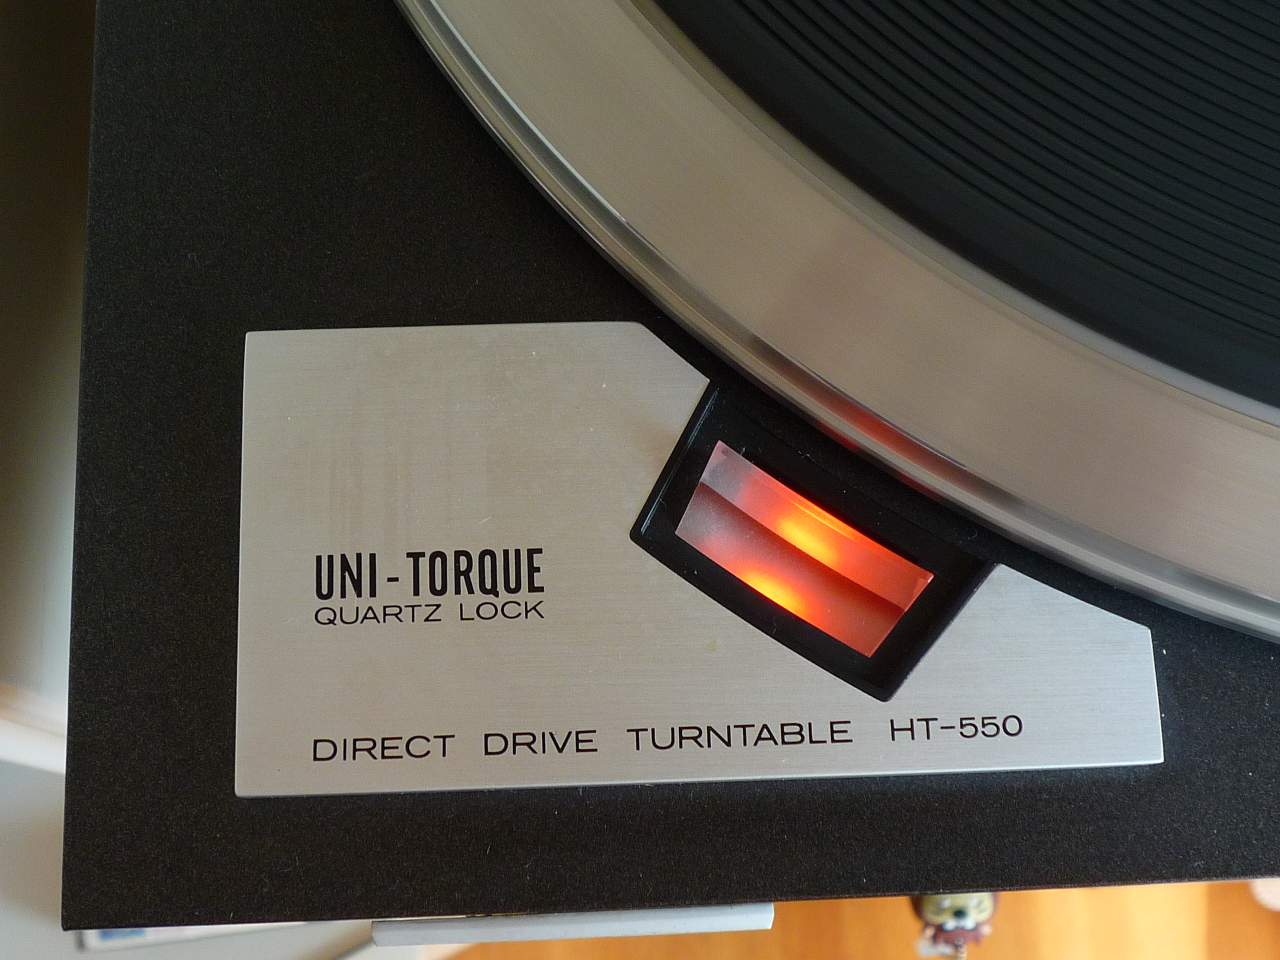 UNI-TORQUE
QUARTZ LOCK
DIRECT DRIVE TURNTABLE HT-550